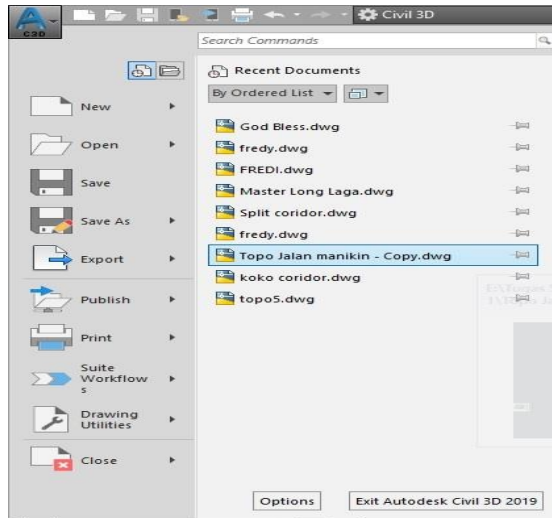 Civil 3D
C3D
Search Commands
Recent Documents
By Ordered List
New
Open
Save
Save As
Export
Publish
Print
Suite
Workflow
s
Drawing
Utilities
Close
God Bless.dwg
fredy.dwg
FREDI.dwg
Master Long Laga.dwg
Split coridor.dwg
fredy.dwg
Topo Jalan manikin - Copy.dwg
koko coridor.dwg
topo5.dwg
Options
Exit Autodesk Civil 3D 2019